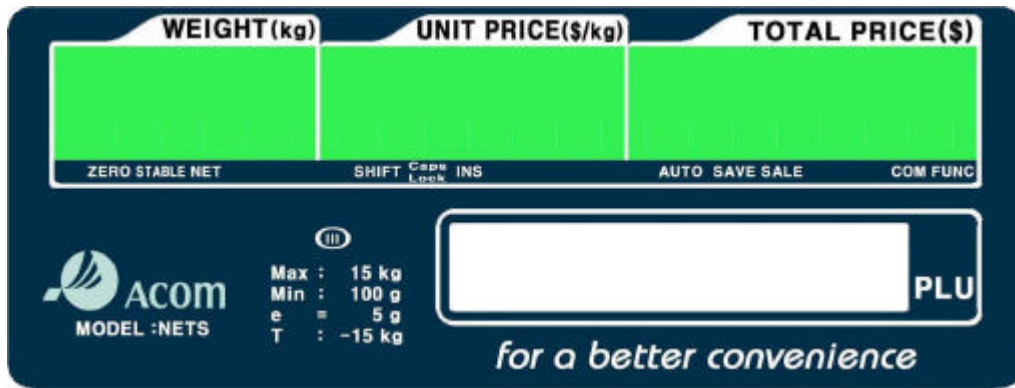 WEIGHT(kg) UNIT PRICE($/kg) TOTAL PRICE($)
ZERO STABLE NET SHIFT Caps Lock INS AUTO SAVE SALE COM FUNC
III
Max : 15 kg
Min : 100 g
e = 5 g
T : -15 kg
Acom
MODEL :NETS
PLU
for a better convenience